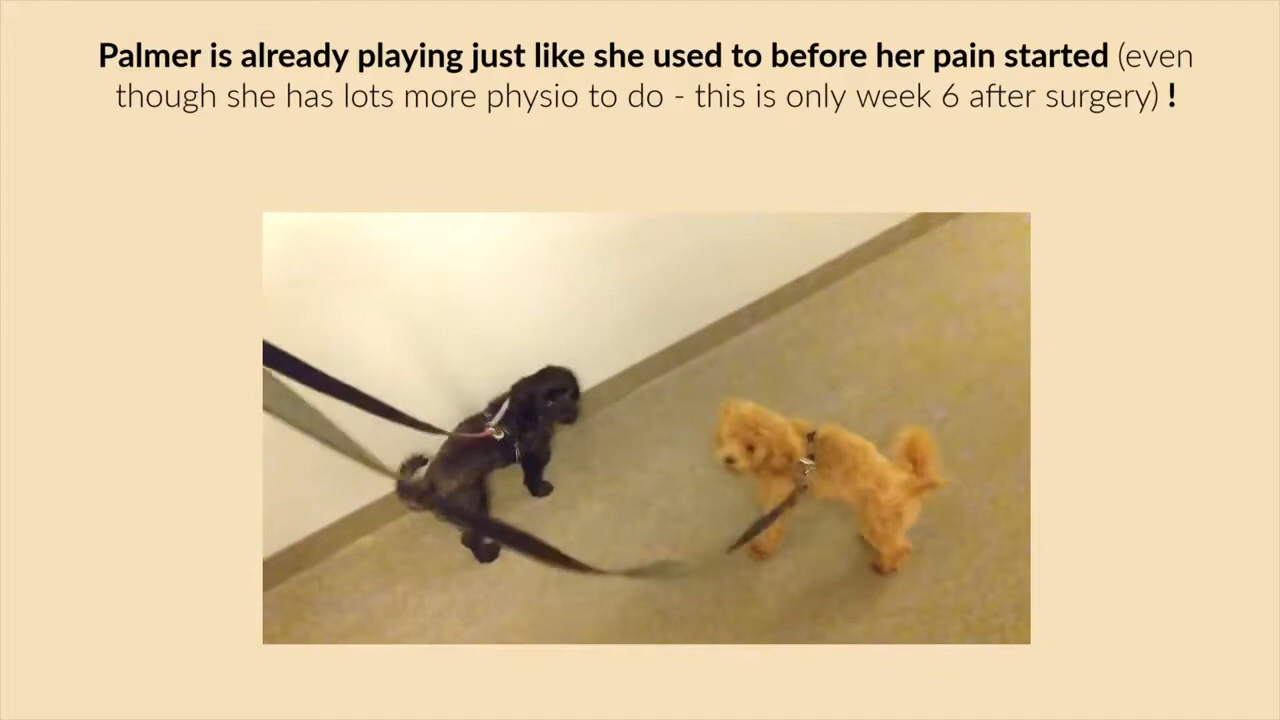 Palmer is already playing just like she used to before her pain started (even
though she has lots more physio to do - this is only week 6 after surgery) !